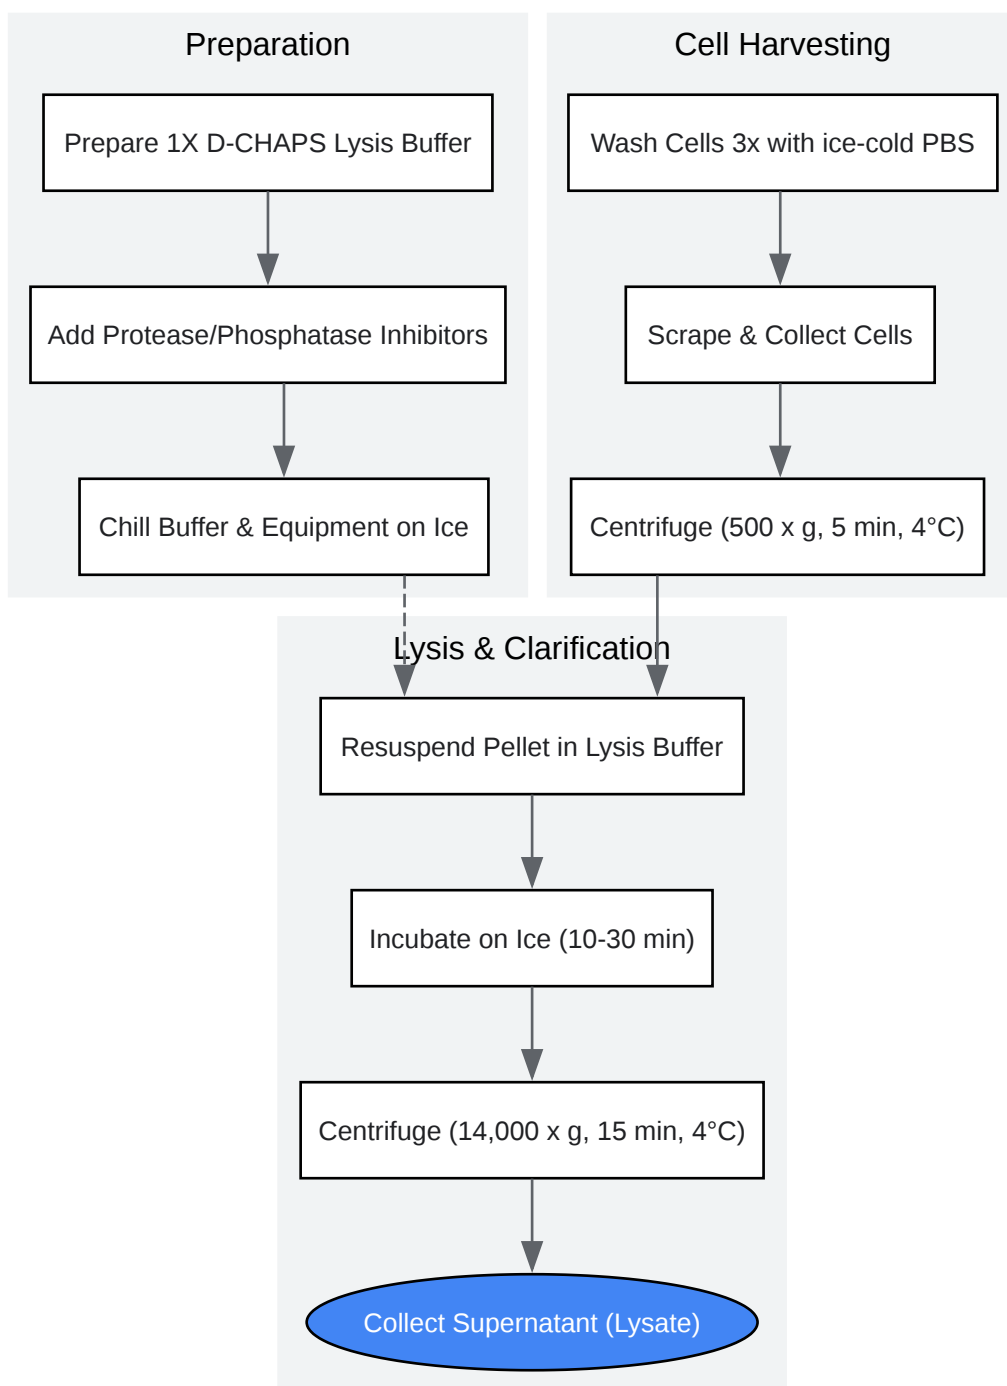 Preparation
Prepare 1X D-CHAPS Lysis Buffer
Add Protease/Phosphatase Inhibitors
Chill Buffer & Equipment on Ice
Cell Harvesting
Wash Cells 3x with ice-cold PBS
Scrape & Collect Cells
Centrifuge (500 x g, 5 min, 4°C)
Lysis & Clarification
Resuspend Pellet in Lysis Buffer
Incubate on Ice (10-30 min)
Centrifuge (14,000 x g, 15 min, 4°C)
Collect Supernatant (Lysate)